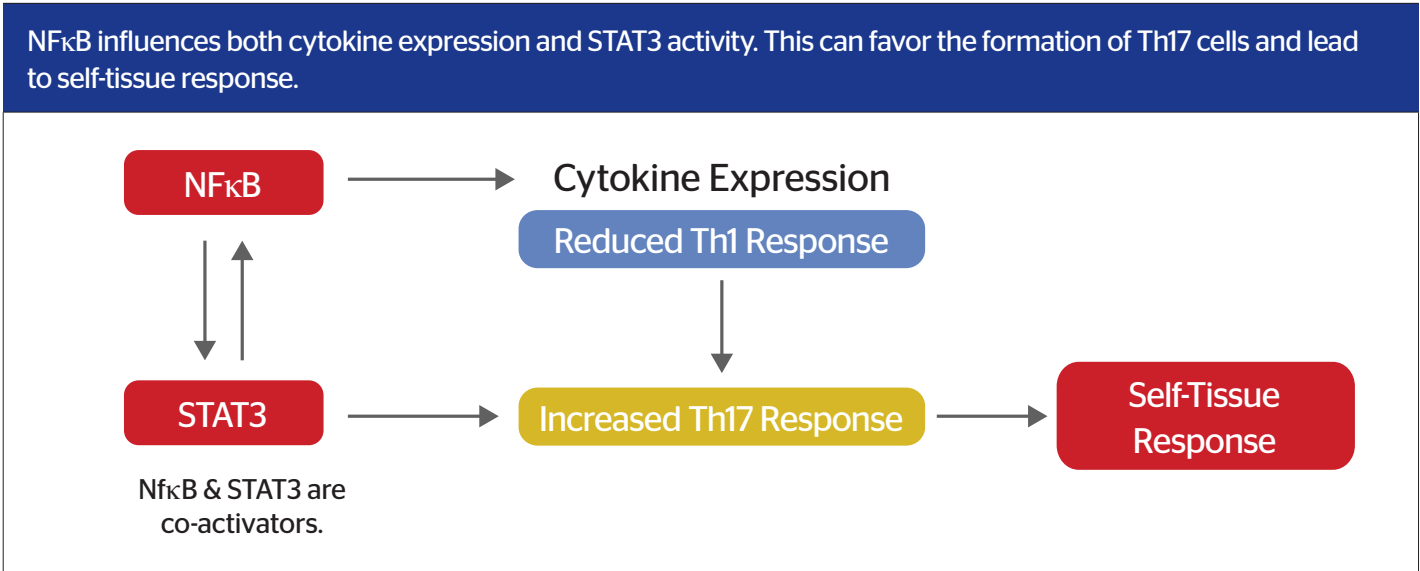 NFκB influences both cytokine expression and STAT3 activity. This can favor the formation of Th17 cells and lead
to self-tissue response.
NFκB
Cytokine Expression
Reduced Th1 Response
STAT3
Increased Th17 Response
Self-Tissue
Response
NfκB & STAT3 are
co-activators.